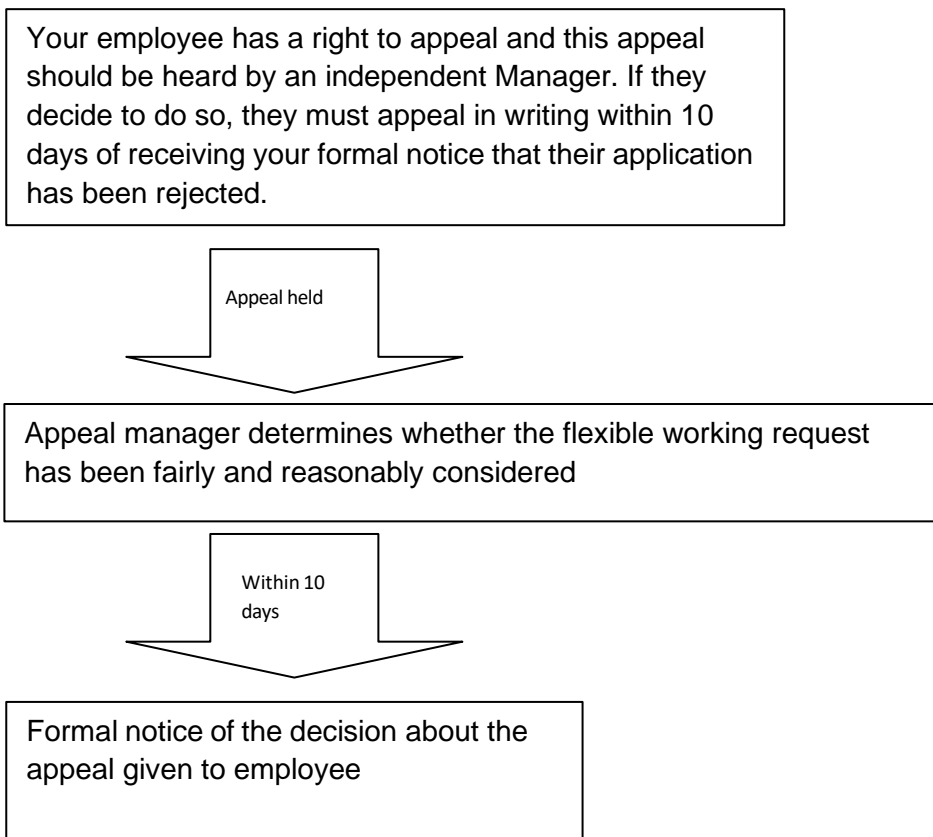 Your employee has a right to appeal and this appeal
should be heard by an independent Manager. If they
decide to do so, they must appeal in writing within 10
days of receiving your formal notice that their application
has been rejected.
Appeal held
Appeal manager determines whether the flexible working request
has been fairly and reasonably considered
Within 10
days
Formal notice of the decision about the
appeal given to employee